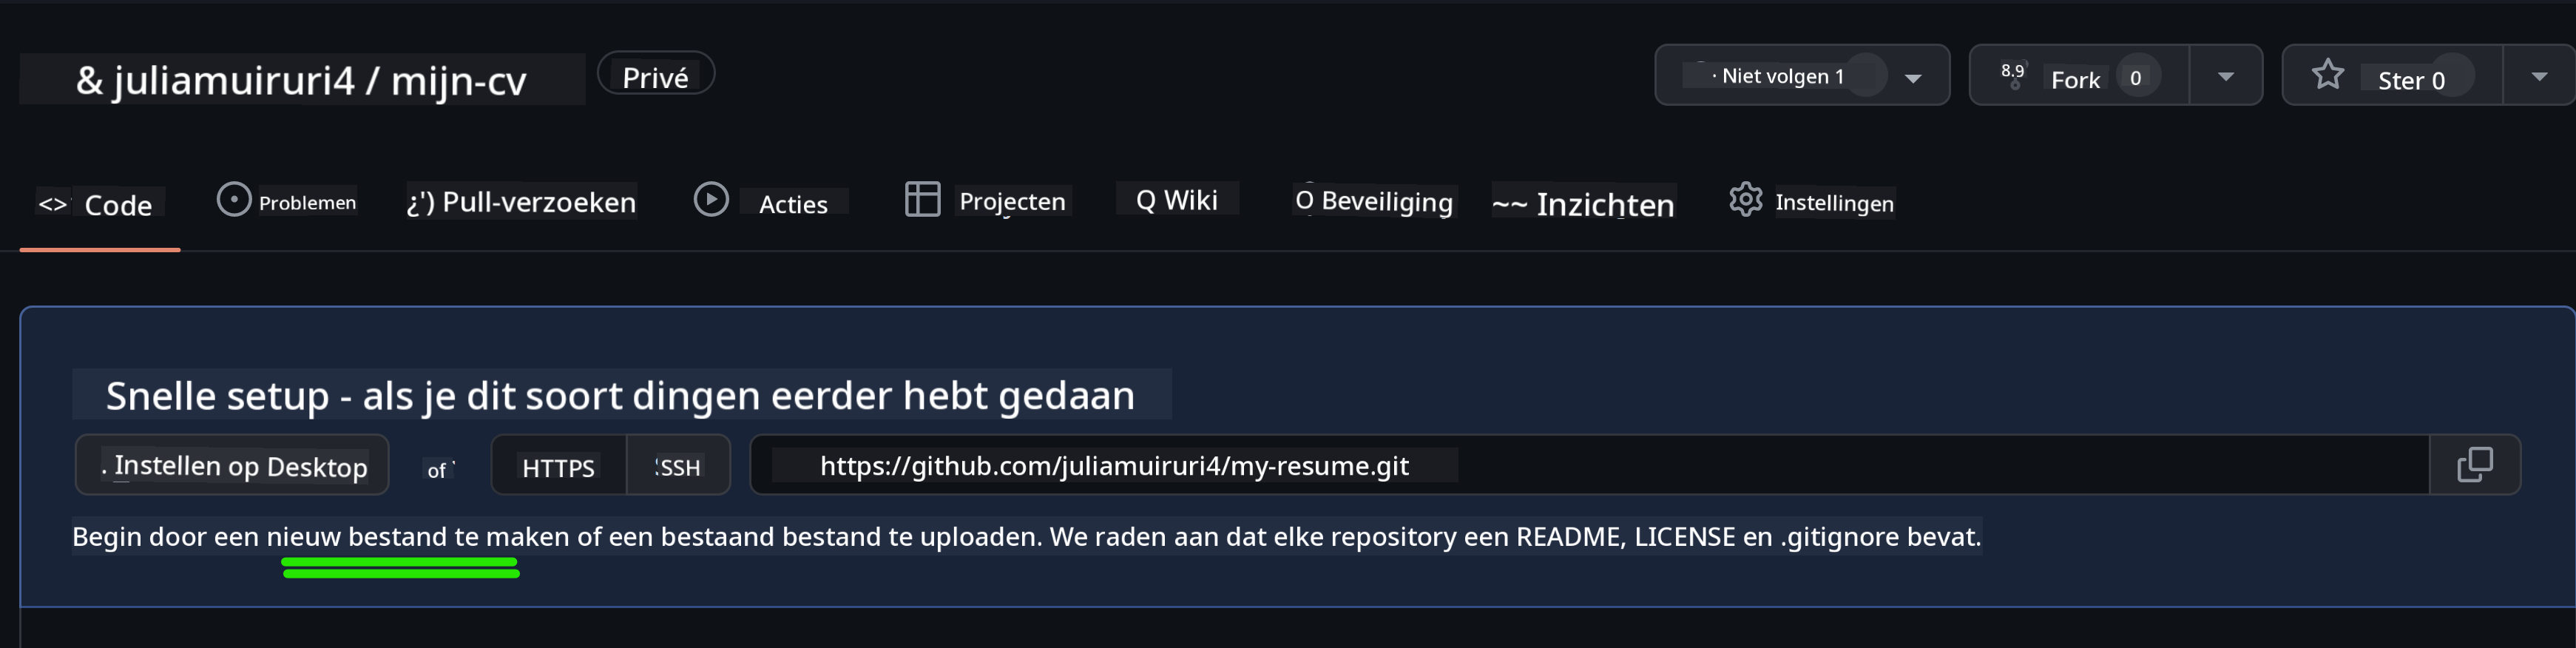 & juliamuiruri4 / mijn-cv Privé · Niet volgen 1 8.9 Fork 0 Ster 0
<> Code Problemen ¿') Pull-verzoeken Acties Projecten Q Wiki O Beveiliging ~~ Inzichten Instellingen
Snelle setup - als je dit soort dingen eerder hebt gedaan
. Instellen op Desktop of HTTPS SSH https://github.com/juliamuiruri4/my-resume.git
Begin door een nieuw bestand te maken of een bestaand bestand te uploaden. We raden aan dat elke repository een README, LICENSE en .gitignore bevat.